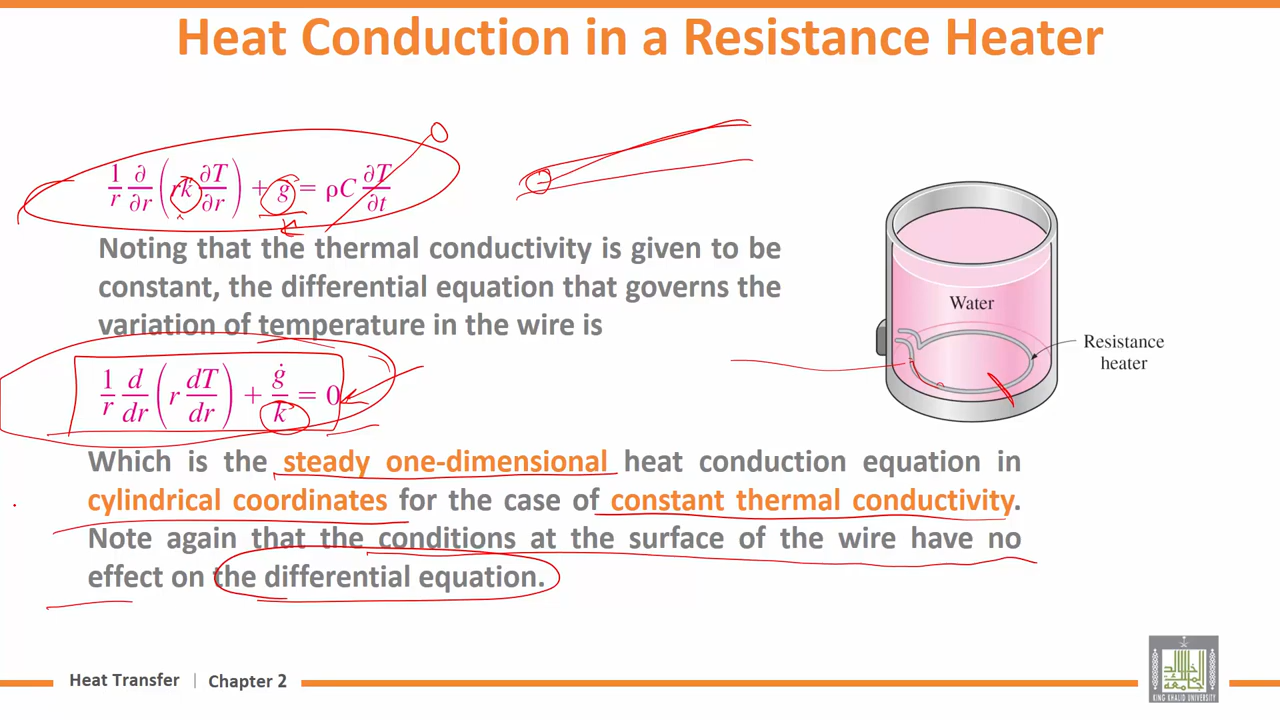 Heat Conduction in a Resistance Heater
1/r ∂/∂r (rk ∂T/∂r) + ġ = ρC ∂T/∂t
Noting that the thermal conductivity is given to be
constant, the differential equation that governs the
variation of temperature in the wire is
1/r d/dr (r dT/dr) + ġ/k = 0
Water
Resistance
heater
Which is the steady one-dimensional heat conduction equation in
cylindrical coordinates for the case of constant thermal conductivity.
Note again that the conditions at the surface of the wire have no
effect on the differential equation.
Heat Transfer | Chapter 2
KING KHALID UNIVERSITY